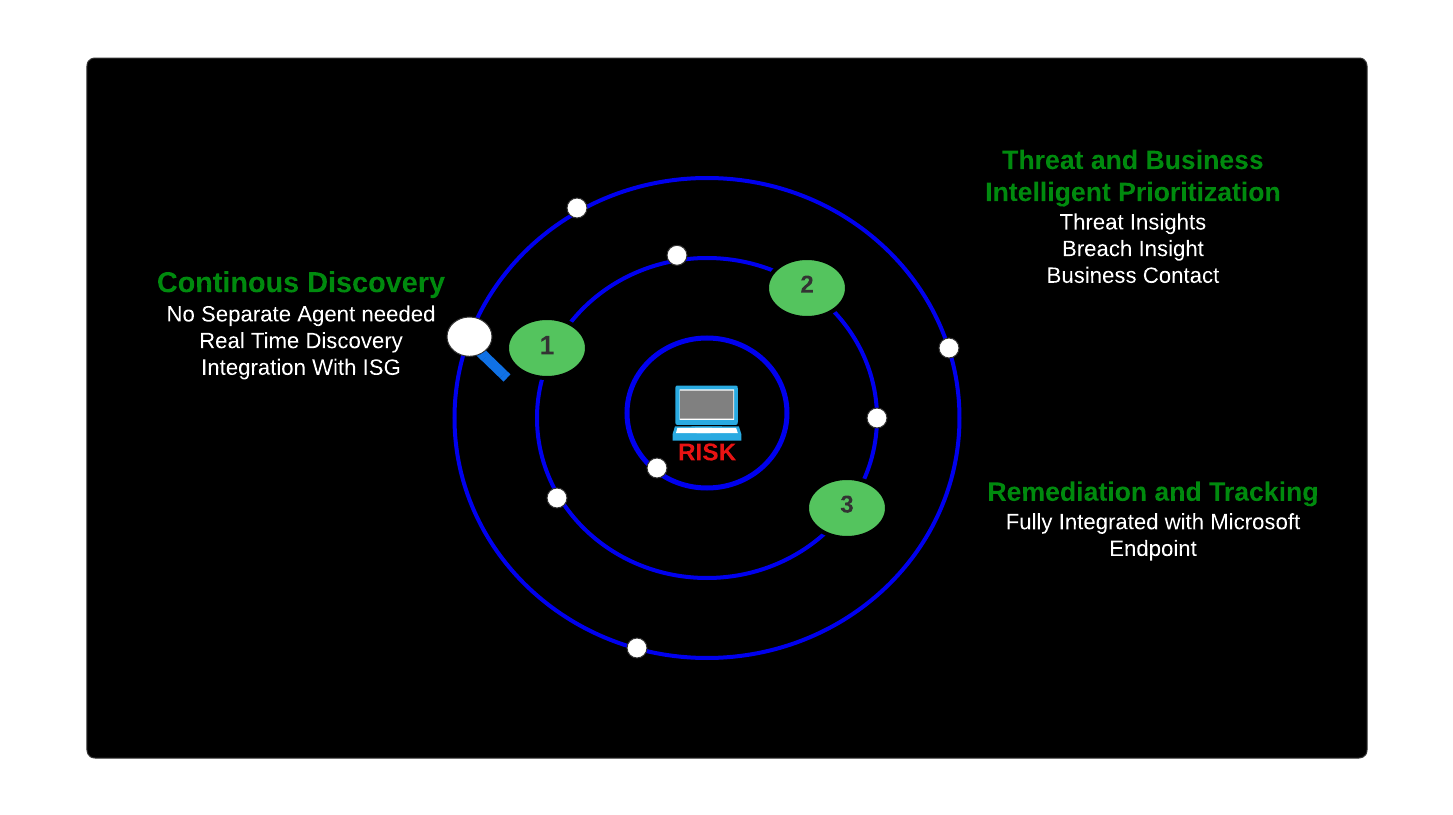 Continous Discovery
No Separate Agent needed
Real Time Discovery
Integration With ISG
1
2
3
RISK
Threat and Business
Intelligent Prioritization
Threat Insights
Breach Insight
Business Contact
Remediation and Tracking
Fully Integrated with Microsoft
Endpoint